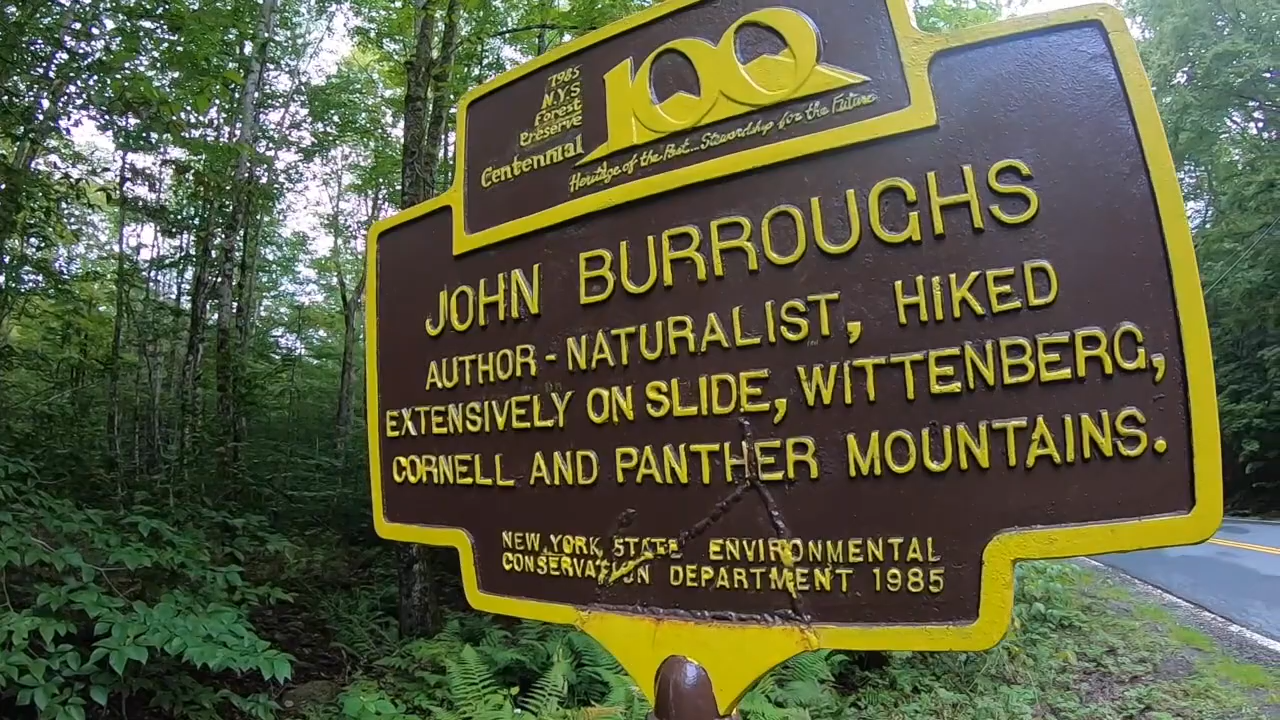 1985
N.Y.S
Forest
Preserve
Centennial
100
Heritage of the Past... Stewardship for the Future
JOHN BURROUGHS
AUTHOR - NATURALIST, HIKED
EXTENSIVELY ON SLIDE, WITTENBERG,
CORNELL AND PANTHER MOUNTAINS.
NEW YORK STATE ENVIRONMENTAL
CONSERVATION DEPARTMENT 1985